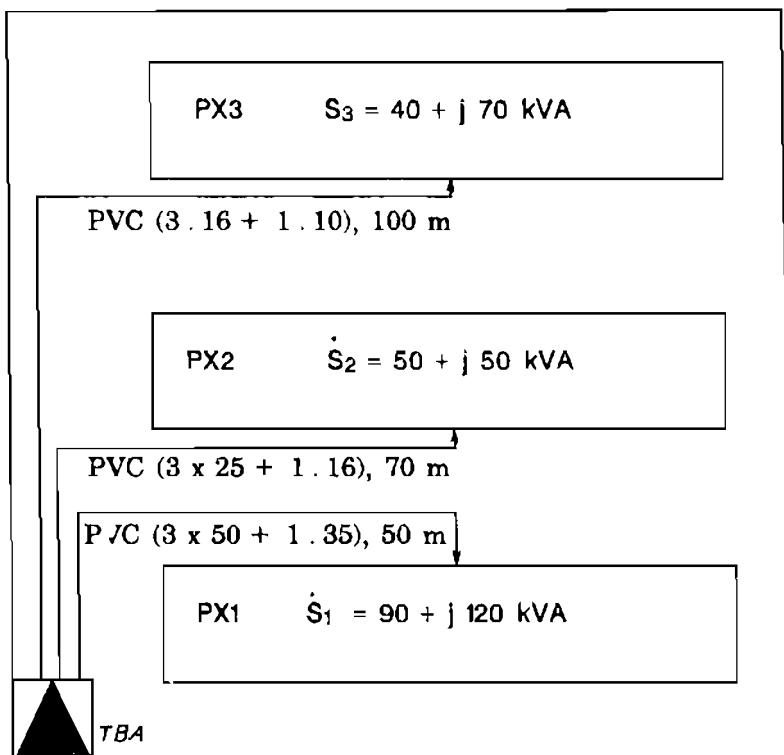 PX3 S₃ = 40 + j 70 kVA
PVC (3 . 16 + 1 . 10), 100 m
PX2 Ṡ₂ = 50 + j 50 kVA
PVC (3 x 25 + 1 . 16), 70 m
PVC (3 x 50 + 1 . 35), 50 m
PX1 Ṡ₁ = 90 + j 120 kVA
TBA